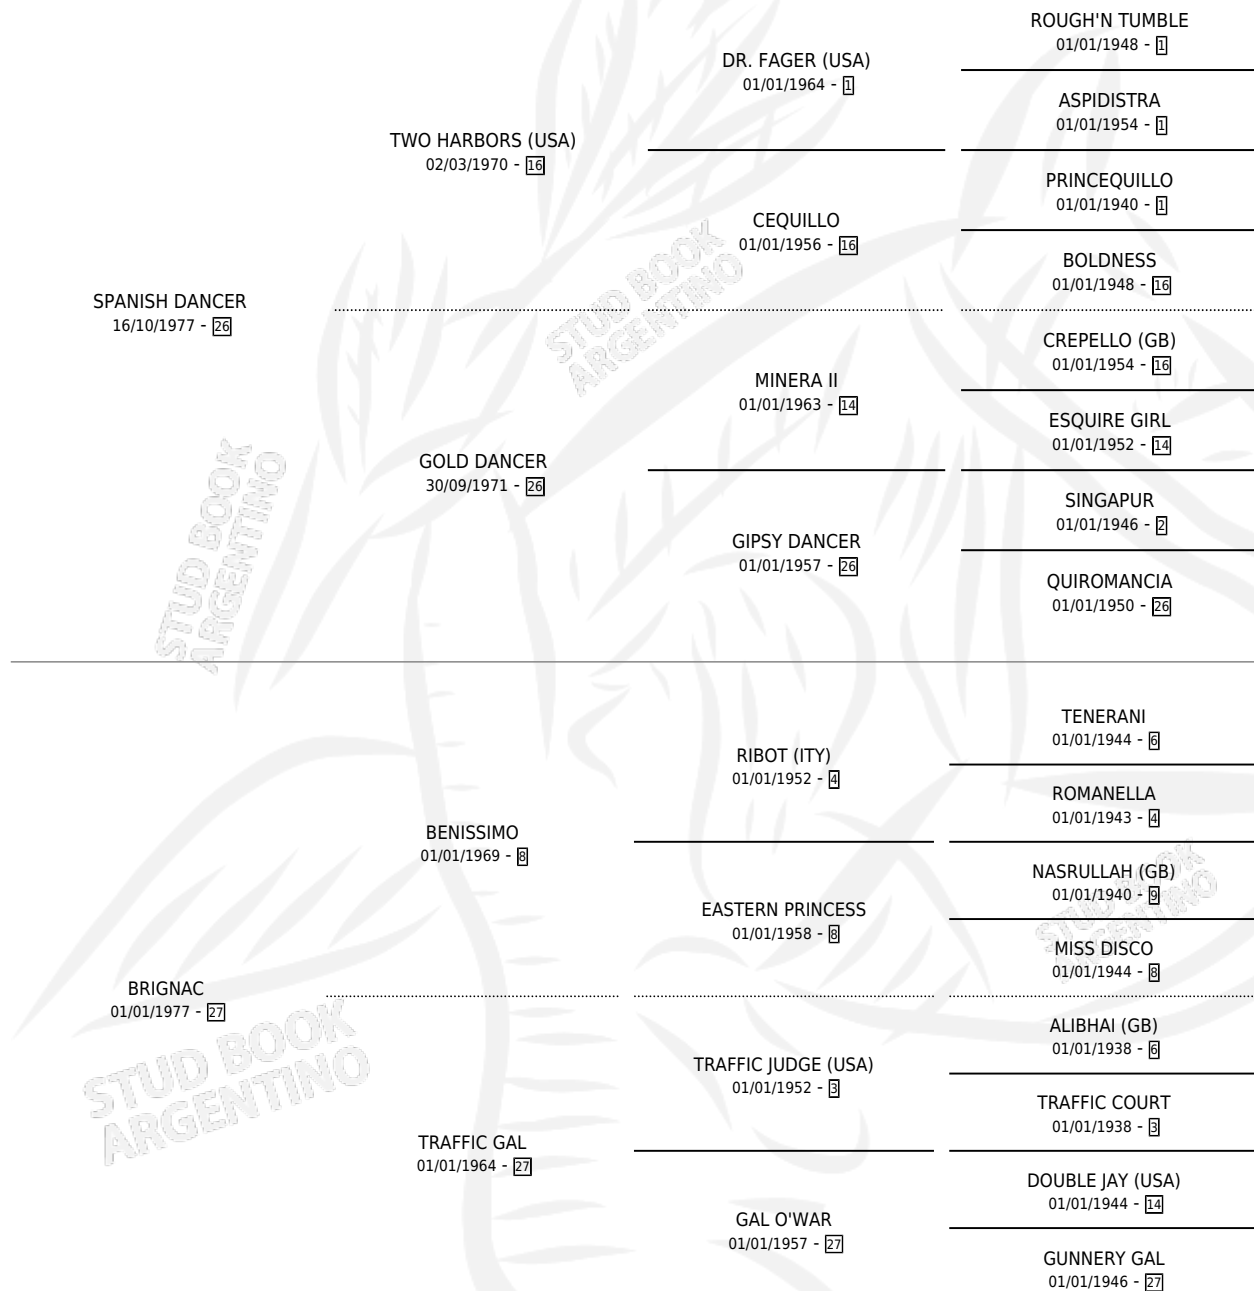 ROUGH'N TUMBLE
01/01/1948 - 1
DR. FAGER (USA)
01/01/1964 - 1
ASPIDISTRA
01/01/1954 - 1
TWO HARBORS (USA)
02/03/1970 - 16
PRINCEQUILLO
01/01/1940 - 1
CEQUILLO
01/01/1956 - 16
BOLDNESS
01/01/1948 - 16
SPANISH DANCER
16/10/1977 - 26
STUD BOOK
ARGENTINO
CREPELLO (GB)
01/01/1954 - 16
MINERA II
01/01/1963 - 14
ESQUIRE GIRL
01/01/1952 - 14
GOLD DANCER
30/09/1971 - 26
SINGAPUR
01/01/1946 - 2
GIPSY DANCER
01/01/1957 - 26
QUIROMANCIA
01/01/1950 - 26
STUD BOOK
ARGENTINO
TENERANI
01/01/1944 - 6
RIBOT (ITY)
01/01/1952 - 4
ROMANELLA
01/01/1943 - 4
BENISSIMO
01/01/1969 - 8
NASRULLAH (GB)
01/01/1940 - 9
EASTERN PRINCESS
01/01/1958 - 8
STUD BOOK
ARGENTINO
MISS DISCO
01/01/1944 - 8
BRIGNAC
01/01/1977 - 27
STUD BOOK
ARGENTINO
ALIBHAI (GB)
01/01/1938 - 6
TRAFFIC JUDGE (USA)
01/01/1952 - 3
TRAFFIC COURT
01/01/1938 - 3
TRAFFIC GAL
01/01/1964 - 27
DOUBLE JAY (USA)
01/01/1944 - 14
GAL O'WAR
01/01/1957 - 27
GUNNERY GAL
01/01/1946 - 27